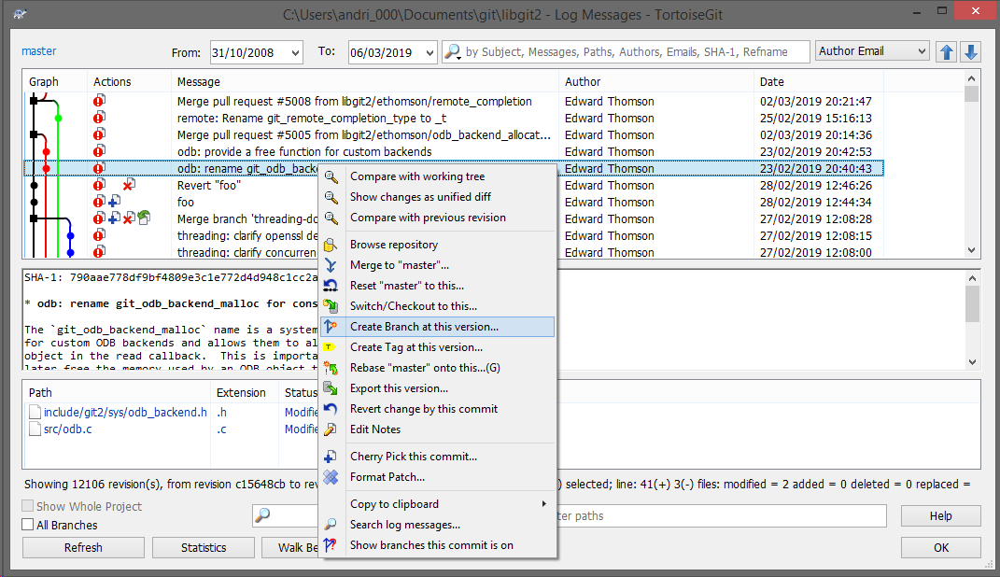 C:\Users\andri_000\Documents\git\libgit2 - Log Messages - TortoiseGit
master From: 31/10/2008 To: 06/03/2019 by Subject, Messages, Paths, Authors, Emails, SHA-1, Refname Author Email
Graph Actions Message Author Date
Merge pull request #5008 from libgit2/ethomson/remote_completion Edward Thomson 02/03/2019 20:21:47
remote: Rename git_remote_completion_type to _t Edward Thomson 25/02/2019 15:16:13
Merge pull request #5005 from libgit2/ethomson/odb_backend_allocat... Edward Thomson 02/03/2019 20:14:36
odb: provide a free function for custom backends Edward Thomson 23/02/2019 20:42:53
odb: rename git_odb_back Edward Thomson 23/02/2019 20:40:43
Revert "foo" Edward Thomson 28/02/2019 12:46:26
foo Edward Thomson 28/02/2019 12:44:34
Merge branch 'threading-do Edward Thomson 27/02/2019 12:08:28
threading: clarify openssl de Edward Thomson 27/02/2019 12:08:15
threading: clarify concurren Edward Thomson 27/02/2019 12:08:00
SHA-1: 790aae778df9bf4809e3c1e772d4d948c1cc2a
* odb: rename git_odb_backend_malloc for cons
The `git_odb_backend_malloc` name is a system
for custom ODB backends and allows them to al
object in the read callback.  This is importa
later free the memory used by an ODB object t
Path Extension Status
include/git2/sys/odb_backend.h .h Modifie
src/odb.c .c Modifie
Showing 12106 revision(s), from revision c15648cb to rev ) selected; line: 41(+) 3(-) files: modified = 2 added = 0 deleted = 0 replaced =
Show Whole Project
All Branches
ter paths
Help
Refresh
Statistics
Walk Be
OK
Compare with working tree
Show changes as unified diff
Compare with previous revision
Browse repository
Merge to "master"...
Reset "master" to this...
Switch/Checkout to this...
Create Branch at this version...
Create Tag at this version...
Rebase "master" onto this...(G)
Export this version...
Revert change by this commit
Edit Notes
Cherry Pick this commit...
Format Patch...
Copy to clipboard
Search log messages...
Show branches this commit is on